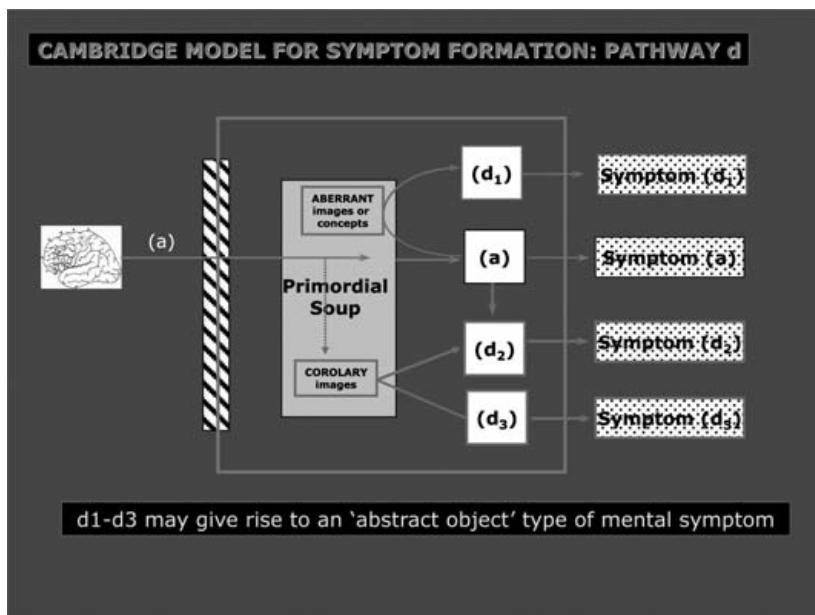 CAMBRIDGE MODEL FOR SYMPTOM FORMATION: PATHWAY d
(d₁)
Symptom (d₁)
ABERRANT
images or
concepts
(a)
(a)
Symptom (a)
Primordial
Soup
(d₂)
Symptom (d₂)
COROLARY
images
(d₃)
Symptom (d₃)
d1-d3 may give rise to an ‘abstract object’ type of mental symptom